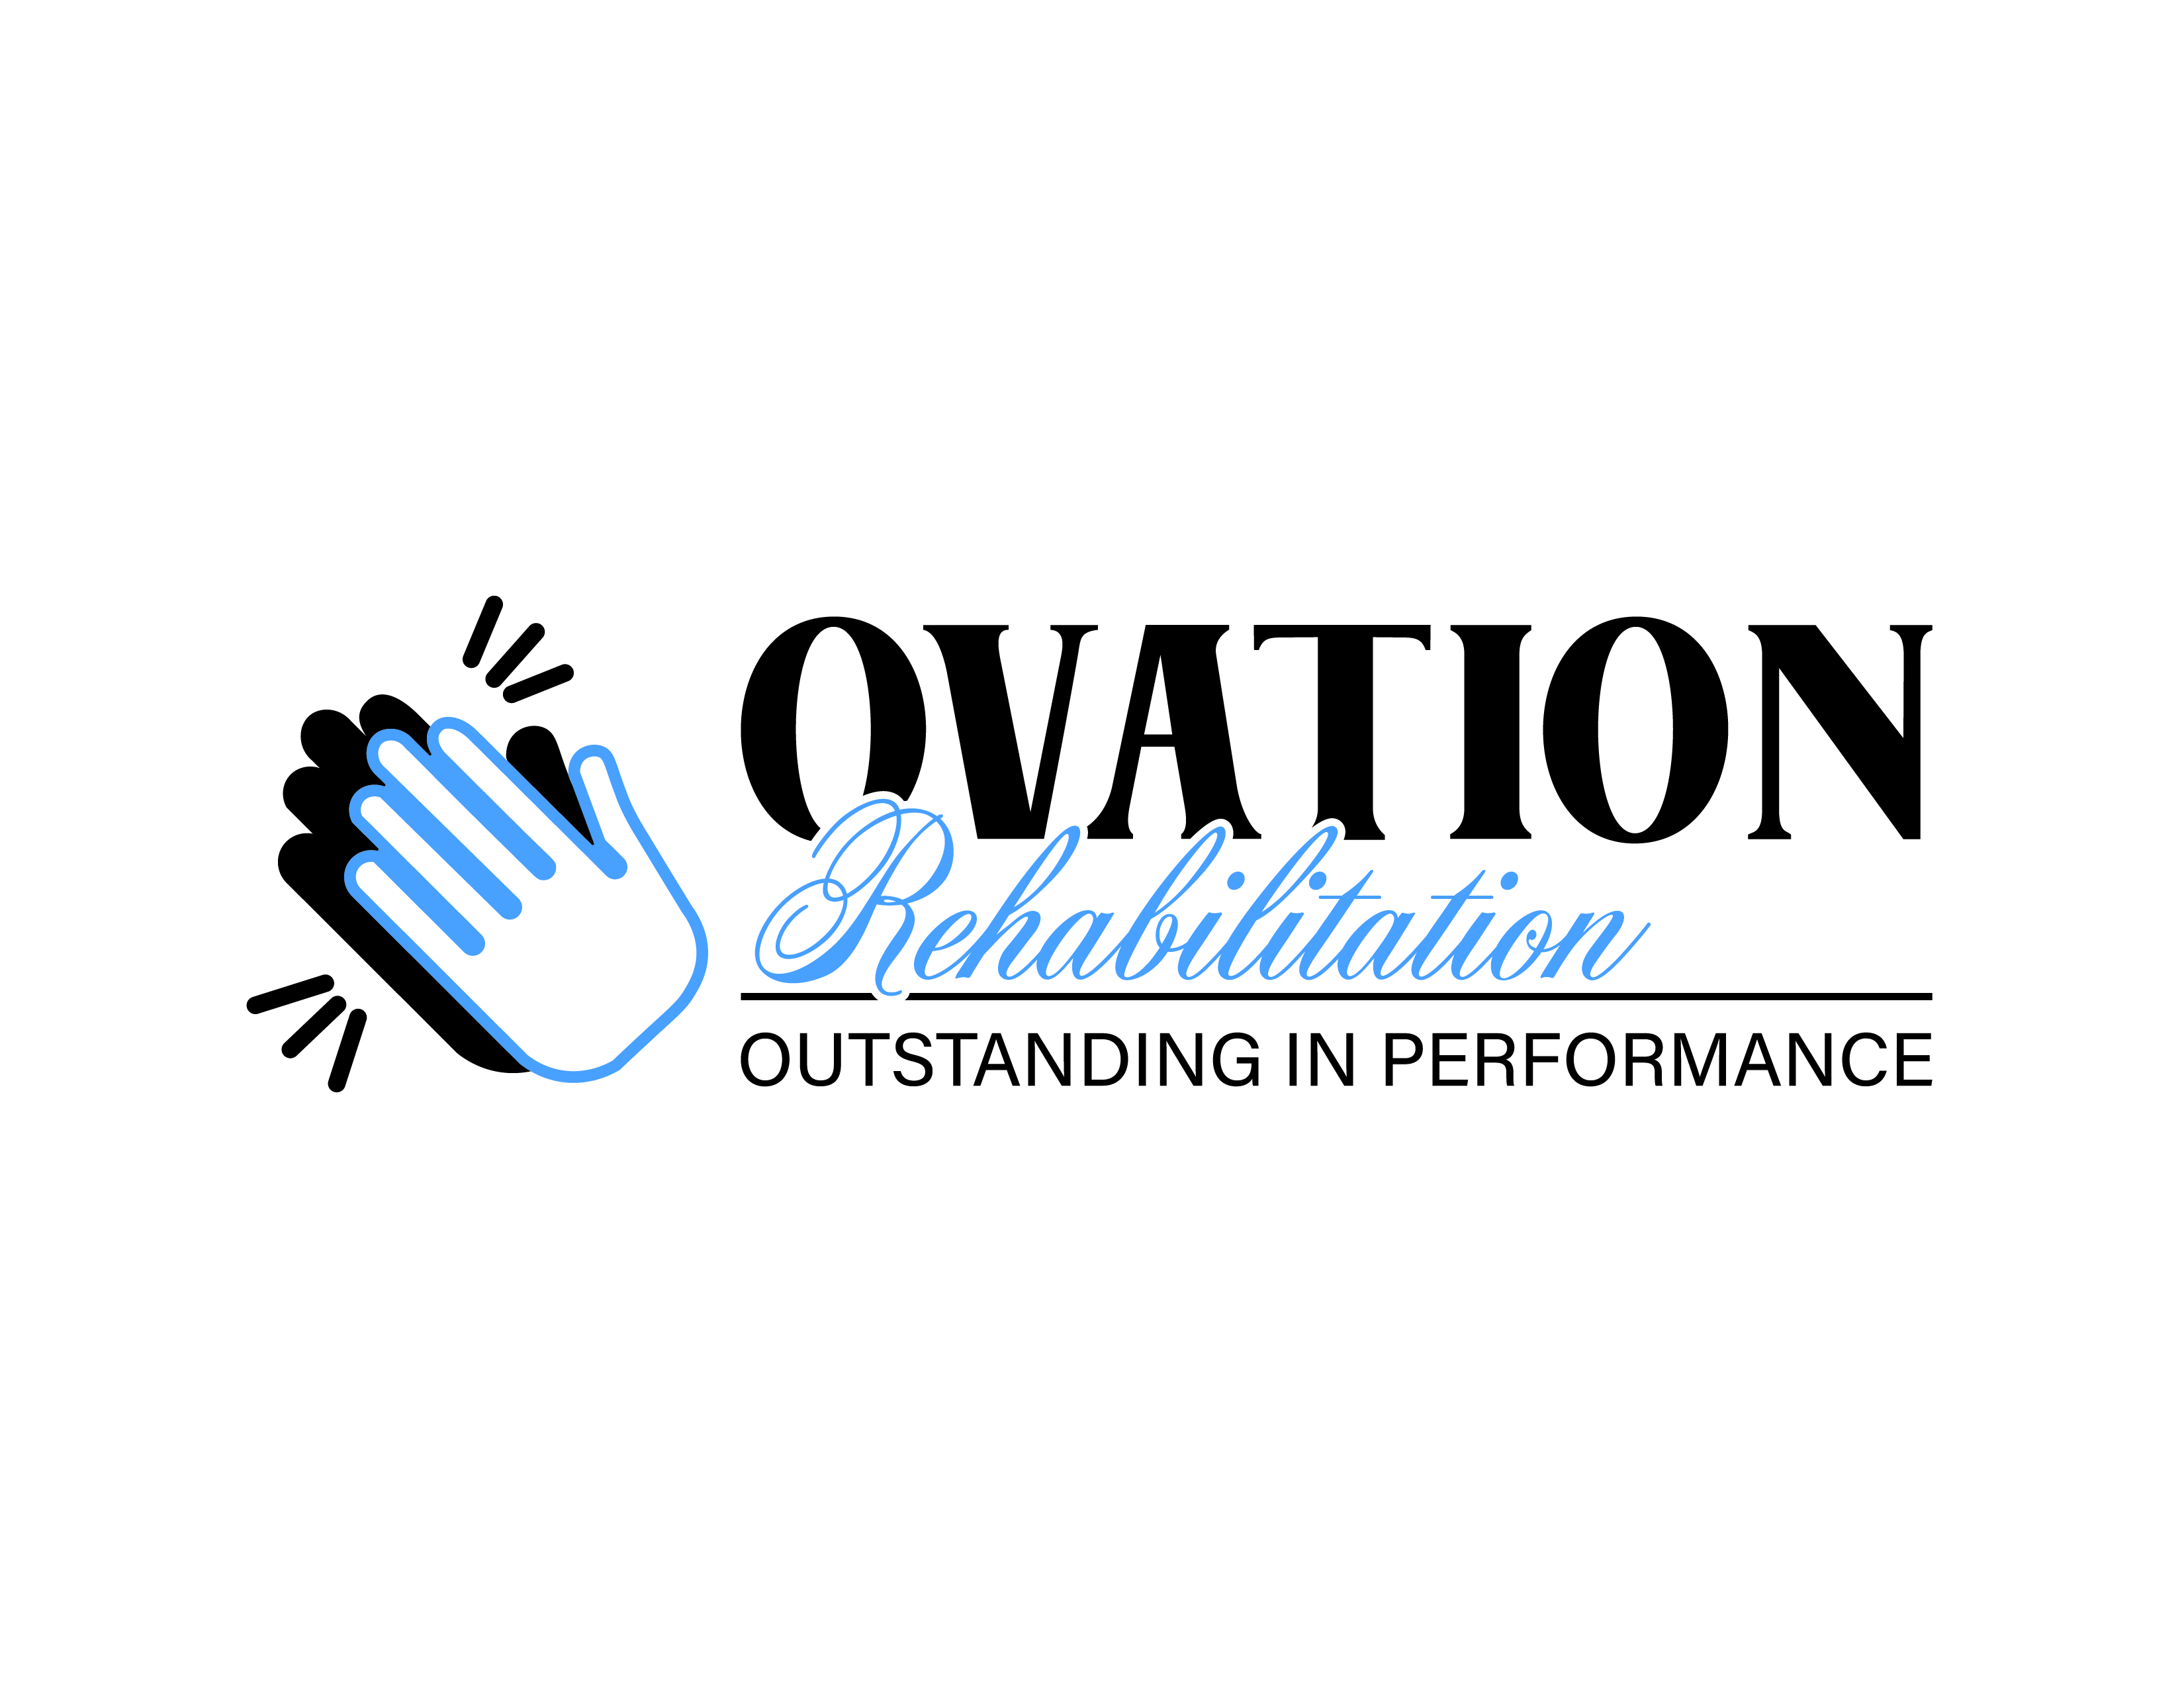 OVATION
Rehabilitation
OUTSTANDING IN PERFORMANCE